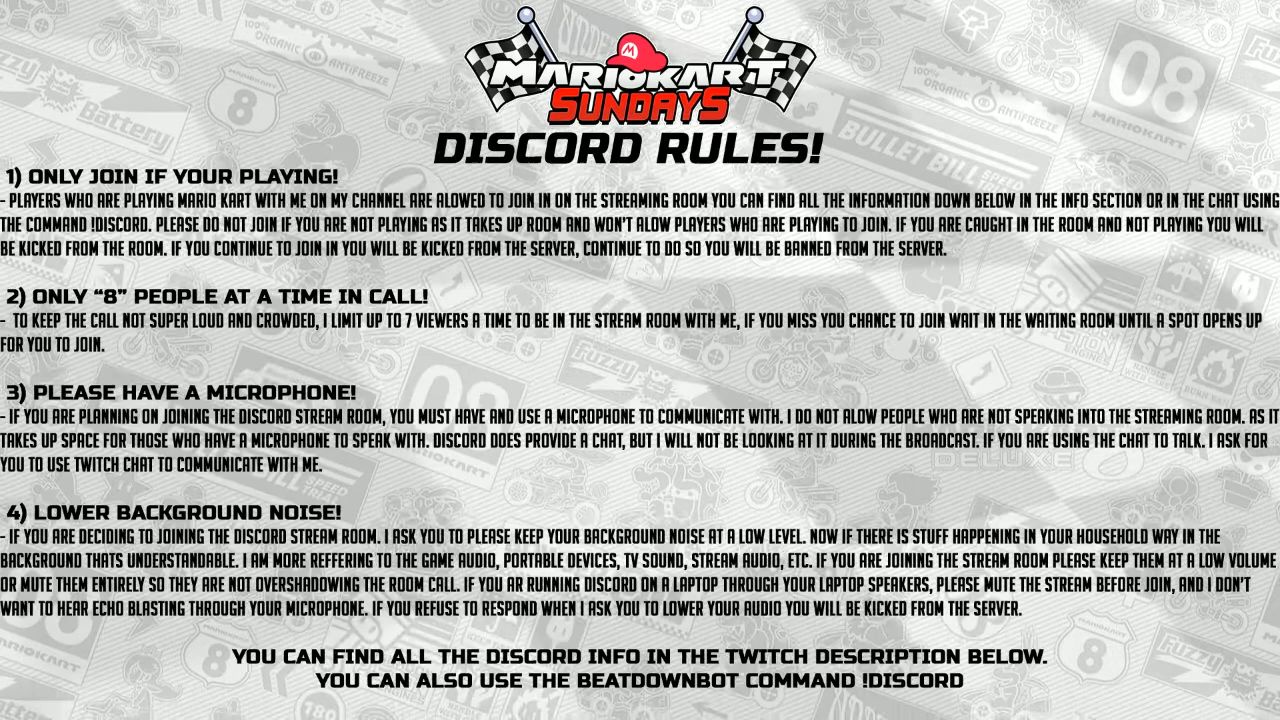 MARIOKART
SUNDAYS
DISCORD RULES!
1) ONLY JOIN IF YOUR PLAYING!
- PLAYERS WHO ARE PLAYING MARIO KART WITH ME ON MY CHANNEL ARE ALOWED TO JOIN IN ON THE STREAMING ROOM YOU CAN FIND ALL THE INFORMATION DOWN BELOW IN THE INFO SECTION OR IN THE CHAT USING
THE COMMAND !DISCORD. PLEASE DO NOT JOIN IF YOU ARE NOT PLAYING AS IT TAKES UP ROOM AND WON'T ALOW PLAYERS WHO ARE PLAYING TO JOIN. IF YOU ARE CAUGHT IN THE ROOM AND NOT PLAYING YOU WILL
BE KICKED FROM THE ROOM. IF YOU CONTINUE TO JOIN IN YOU WILL BE KICKED FROM THE SERVER, CONTINUE TO DO SO YOU WILL BE BANNED FROM THE SERVER.
2) ONLY “8” PEOPLE AT A TIME IN CALL!
- TO KEEP THE CALL NOT SUPER LOUD AND CROWDED, I LIMIT UP TO 7 VIEWERS A TIME TO BE IN THE STREAM ROOM WITH ME, IF YOU MISS YOU CHANCE TO JOIN WAIT IN THE WAITING ROOM UNTIL A SPOT OPENS UP
FOR YOU TO JOIN.
3) PLEASE HAVE A MICROPHONE!
- IF YOU ARE PLANNING ON JOINING THE DISCORD STREAM ROOM, YOU MUST HAVE AND USE A MICROPHONE TO COMMUNICATE WITH. I DO NOT ALOW PEOPLE WHO ARE NOT SPEAKING INTO THE STREAMING ROOM. AS IT
TAKES UP SPACE FOR THOSE WHO HAVE A MICROPHONE TO SPEAK WITH. DISCORD DOES PROVIDE A CHAT, BUT I WILL NOT BE LOOKING AT IT DURING THE BROADCAST. IF YOU ARE USING THE CHAT TO TALK. I ASK FOR
YOU TO USE TWITCH CHAT TO COMMUNICATE WITH ME.
4) LOWER BACKGROUND NOISE!
- IF YOU ARE DECIDING TO JOINING THE DISCORD STREAM ROOM. I ASK YOU TO PLEASE KEEP YOUR BACKGROUND NOISE AT A LOW LEVEL. NOW IF THERE IS STUFF HAPPENING IN YOUR HOUSEHOLD WAY IN THE
BACKGROUND THATS UNDERSTANDABLE. I AM MORE REFFERING TO THE GAME AUDIO, PORTABLE DEVICES, TV SOUND, STREAM AUDIO, ETC. IF YOU ARE JOINING THE STREAM ROOM PLEASE KEEP THEM AT A LOW VOLUME
OR MUTE THEM ENTIRELY SO THEY ARE NOT OVERSHADOWING THE ROOM CALL. IF YOU AR RUNNING DISCORD ON A LAPTOP THROUGH YOUR LAPTOP SPEAKERS, PLEASE MUTE THE STREAM BEFORE JOIN, AND I DON'T
WANT TO HEAR ECHO BLASTING THROUGH YOUR MICROPHONE. IF YOU REFUSE TO RESPOND WHEN I ASK YOU TO LOWER YOUR AUDIO YOU WILL BE KICKED FROM THE SERVER.
YOU CAN FIND ALL THE DISCORD INFO IN THE TWITCH DESCRIPTION BELOW.
YOU CAN ALSO USE THE BEATDOWNBOT COMMAND !DISCORD